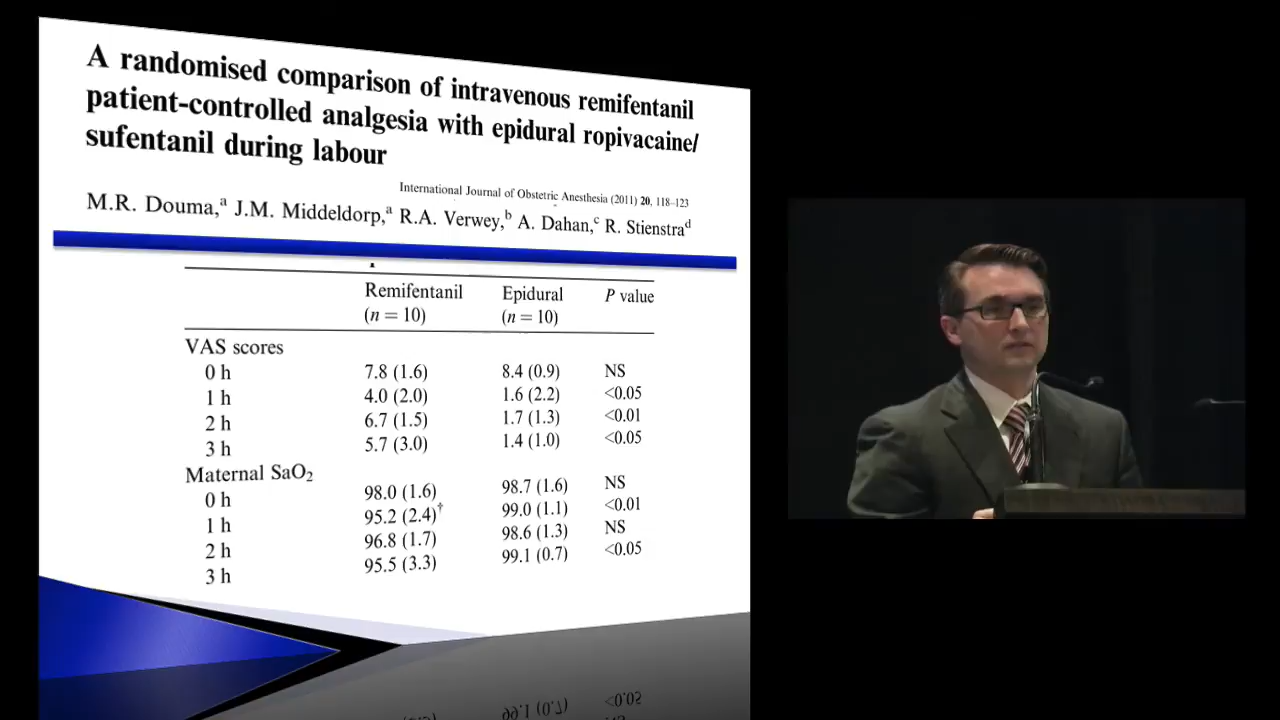 A randomised comparison of intravenous remifentanil
patient-controlled analgesia with epidural ropivacaine/
sufentanil during labour
International Journal of Obstetric Anesthesia (2011) 20, 118–123
M.R. Douma,a J.M. Middeldorp,a R.A. Verwey,b A. Dahan,c R. Stienstrad
Remifentanil Epidural P value
(n = 10) (n = 10)
VAS scores
0 h 7.8 (1.6) 8.4 (0.9) NS
1 h 4.0 (2.0) 1.6 (2.2) <0.05
2 h 6.7 (1.5) 1.7 (1.3) <0.01
3 h 5.7 (3.0) 1.4 (1.0) <0.05
Maternal SaO2
0 h 98.0 (1.6) 98.7 (1.6) NS
1 h 95.2 (2.4)† 99.0 (1.1) <0.01
2 h 96.8 (1.7) 98.6 (1.3) NS
3 h 95.5 (3.3) 99.1 (0.7) <0.05